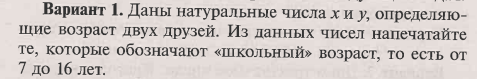 Вариант 1. Даны натуральные числа x и y, определяю-
щие возраст двух друзей. Из данных чисел напечатайте
те, которые обозначают «школьный» возраст, то есть от
7 до 16 лет.